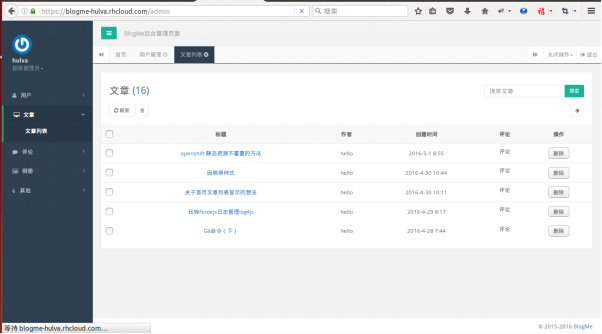 https://blogme-hulva.rhcloud.com/admin
搜索
BlogMe后台管理页面
hulva
超级管理员
首页
用户管理
文章列表
关闭操作
退出
用户
文章
文章列表
评论
相册
其他
文章 (16)
搜索文章
搜索
刷新
标题 作者 创建时间 评论 操作
openshift 静态资源不重置的方法 hello 2016-5-1 8:55 评论 删除
hello 2016-4-30 10:44 评论 删除
关于首页文章列表显示的想法 hello 2016-4-30 10:11 评论 删除
玩转Nodejs日志管理log4js hello 2016-4-29 8:17 评论 删除
Git命令(下) hello 2016-4-28 7:44 评论 删除
等待 blogme-hulva.rhcloud.com...
© 2015-2016 BlogMe